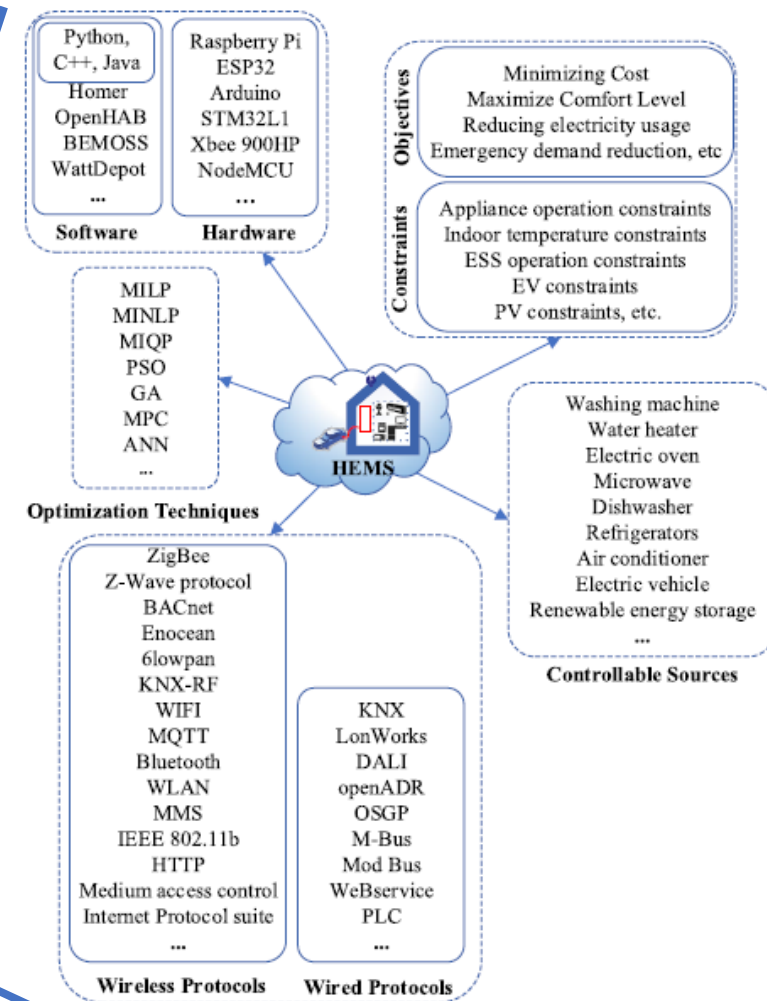 Python,
C++, Java
Homer
OpenHAB
BEMOSS
WattDepot
...
Software
Raspberry Pi
ESP32
Arduino
STM32L1
Xbee 900HP
NodeMCU
...
Hardware
Objectives
Minimizing Cost
Maximize Comfort Level
Reducing electricity usage
Emergency demand reduction, etc
Constraints
Appliance operation constraints
Indoor temperature constraints
ESS operation constraints
EV constraints
PV constraints, etc.
MILP
MINLP
MIQP
PSO
GA
MPC
ANN
...
Optimization Techniques
HEMS
Washing machine
Water heater
Electric oven
Microwave
Dishwasher
Refrigerators
Air conditioner
Electric vehicle
Renewable energy storage
...
Controllable Sources
ZigBee
Z-Wave protocol
BACnet
Enocean
6lowpan
KNX-RF
WIFI
MQTT
Bluetooth
WLAN
MMS
IEEE 802.11b
HTTP
Medium access control
Internet Protocol suite
...
Wireless Protocols
KNX
LonWorks
DALI
openADR
OSGP
M-Bus
Mod Bus
WeBservice
PLC
...
Wired Protocols